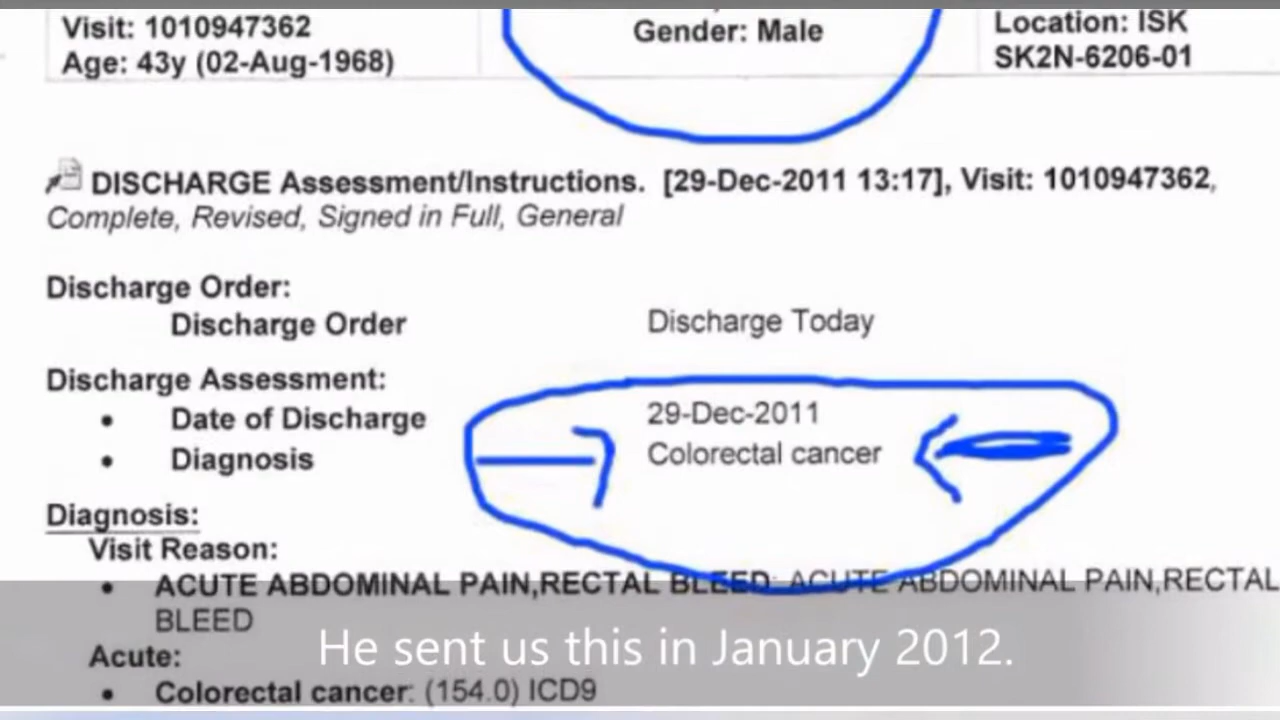 Visit: 1010947362
Age: 43y (02-Aug-1968)
Gender: Male
Location: ISK
SK2N-6206-01
DISCHARGE Assessment/Instructions. [29-Dec-2011 13:17], Visit: 1010947362,
Complete, Revised, Signed in Full, General
Discharge Order:
Discharge Order Discharge Today
Discharge Assessment:
• Date of Discharge 29-Dec-2011
• Diagnosis Colorectal cancer
Diagnosis:
Visit Reason:
• ACUTE ABDOMINAL PAIN,RECTAL BLEED: ACUTE ABDOMINAL PAIN,RECTAL
BLEED
He sent us this in January 2012.
Acute:
• Colorectal cancer: (154.0) ICD9